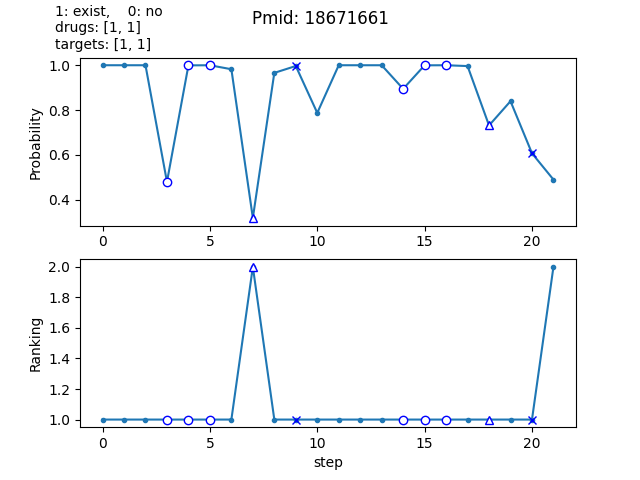 1: exist,    0: no
drugs: [1, 1]
targets: [1, 1]
Pmid: 18671661
Probability
1.0
0.8
0.6
0.4
0 5 10 15 20
Ranking
2.0
1.8
1.6
1.4
1.2
1.0
0 5 10 15 20
step